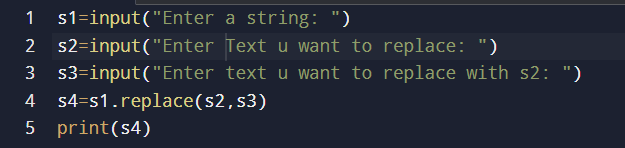 1 s1=input("Enter a string: ")
2 s2=input("Enter Text u want to replace: ")
3 s3=input("Enter text u want to replace with s2: ")
4 s4=s1.replace(s2,s3)
5 print(s4)